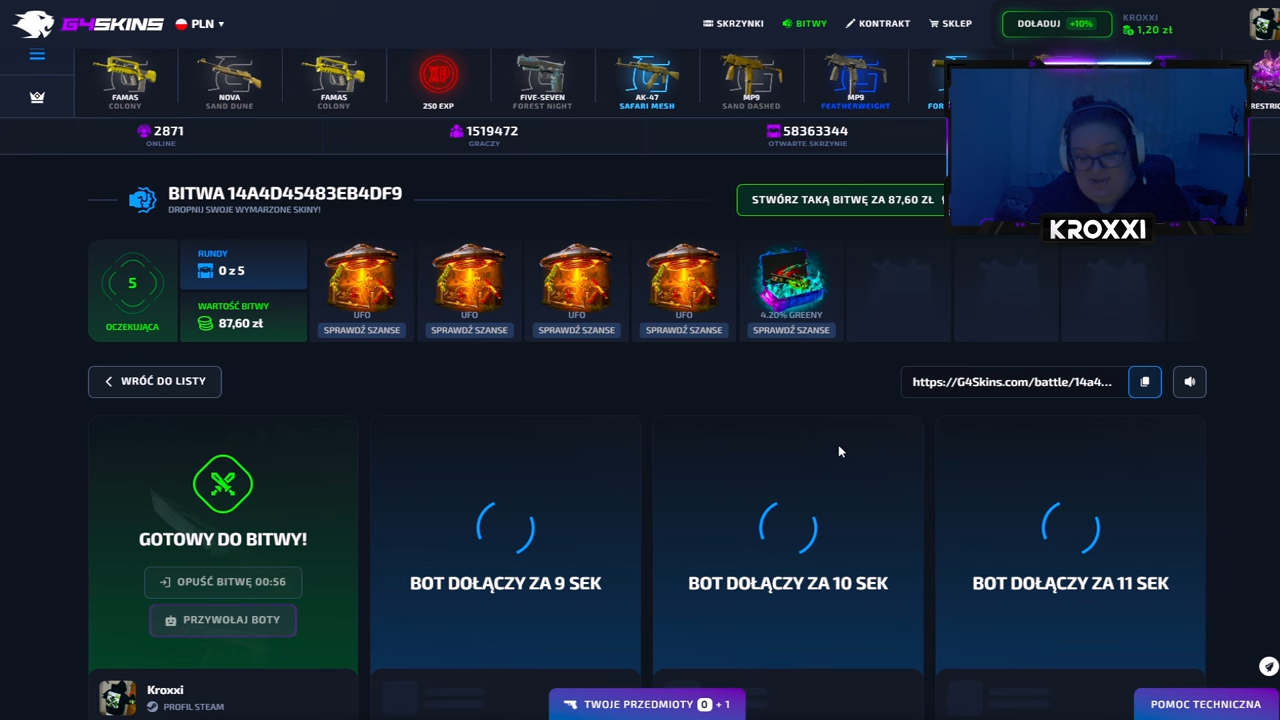 G4SKINS
PLN
SKRZYNKI
BITWY
KONTRAKT
SKLEP
DOŁADUJ +10%
KROXXI
1,20 zł
FAMAS
COLONY
NOVA
SAND DUNE
FAMAS
COLONY
XP
250 EXP
FIVE-SEVEN
FOREST NIGHT
AK-47
SAFARI MESH
MP9
SAND DASHED
MP9
FEATHERWEIGHT
2871
ONLINE
1519472
GRACZY
58363344
OTWARTE SKRZYNIE
BITWA 14A4D45483EB4DF9
DROPNIJ SWOJE WYMARZONE SKINY!
STWÓRZ TAKĄ BITWĘ ZA 87,60 ZŁ
KROXXI
5
OCZEKUJĄCA
RUNDY
0 z 5
WARTOŚĆ BITWY
87,60 zł
UFO
SPRAWDŹ SZANSE
UFO
SPRAWDŹ SZANSE
UFO
SPRAWDŹ SZANSE
UFO
SPRAWDŹ SZANSE
4.20% GREENY
SPRAWDŹ SZANSE
WRÓĆ DO LISTY
https://G4Skins.com/battle/14a4...
GOTOWY DO BITWY!
OPUŚĆ BITWĘ 00:56
PRZYWOŁAJ BOTY
BOT DOŁĄCZY ZA 9 SEK
BOT DOŁĄCZY ZA 10 SEK
BOT DOŁĄCZY ZA 11 SEK
Kroxxi
PROFIL STEAM
TWOJE PRZEDMIOTY 0 + 1
POMOC TECHNICZNA